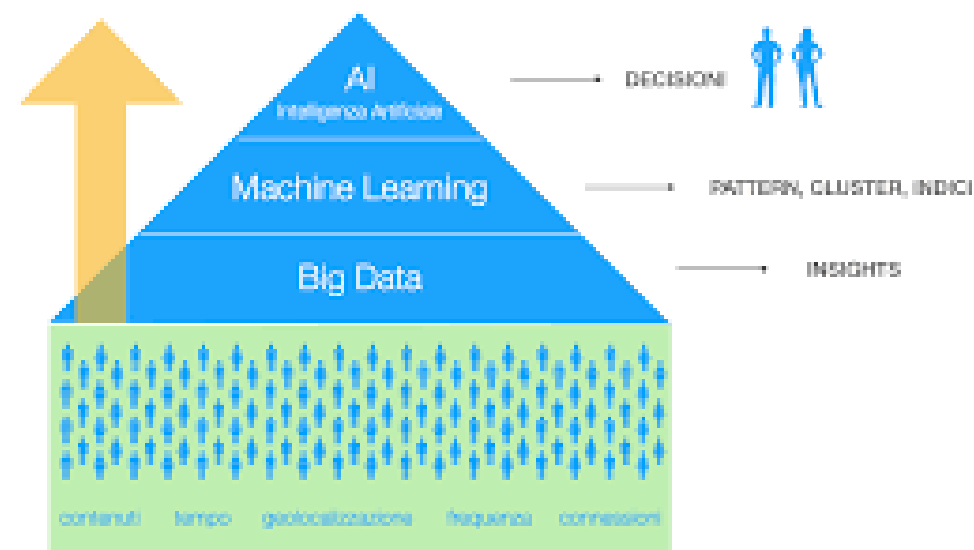 AI
Intelligenza Artificiale
DECISIONI
Machine Learning
PATTERN, CLUSTER, INDICI
Big Data
INSIGHTS
contenuti tempo geolocalizzazione frequenza connessioni